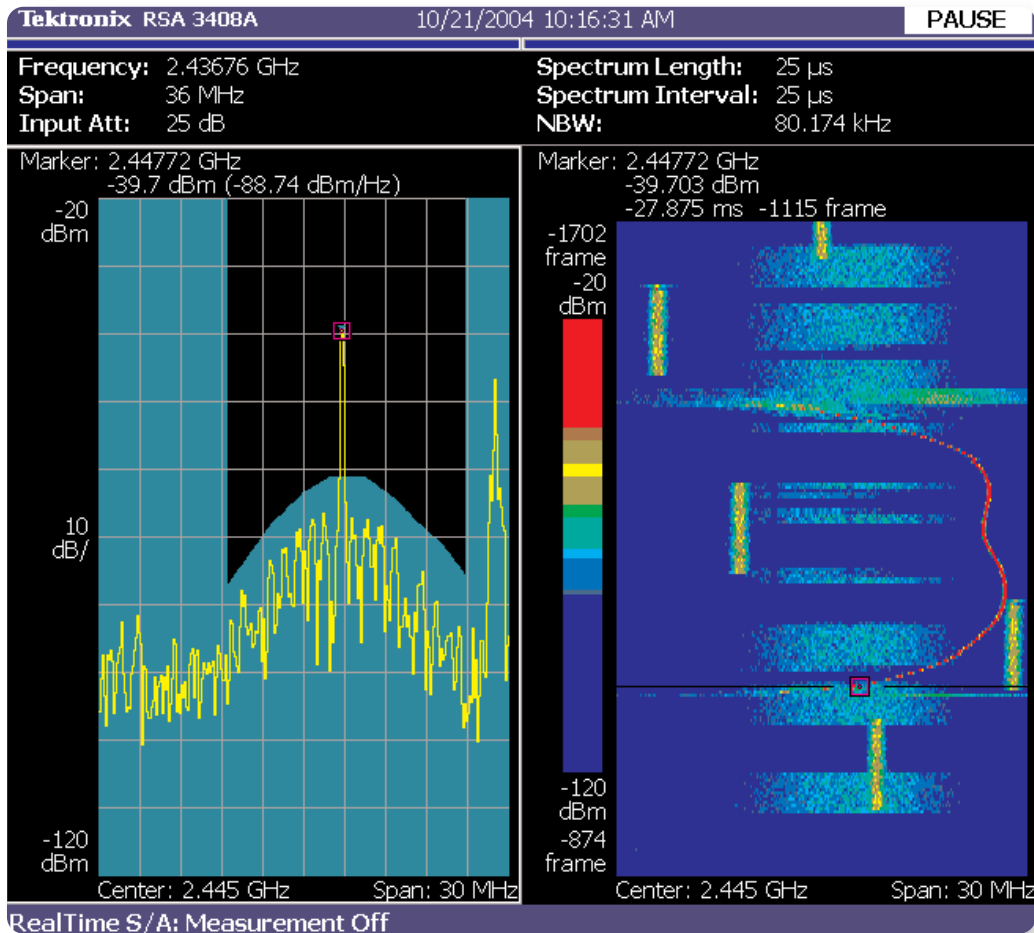 Tektronix RSA 3408A 10/21/2004 10:16:31 AM PAUSE
Frequency: 2.43676 GHz
Span: 36 MHz
Input Att: 25 dB
Spectrum Length: 25 µs
Spectrum Interval: 25 µs
NBW: 80.174 kHz
Marker: 2.44772 GHz
-39.7 dBm (-88.74 dBm/Hz)
-20
dBm
10
dB/
-120
dBm
Center: 2.445 GHz Span: 30 MHz
Marker: 2.44772 GHz
-39.703 dBm
-27.875 ms -1115 frame
-1702
frame
-20
dBm
-120
dBm
-874
frame
Center: 2.445 GHz Span: 30 MHz
RealTime S/A: Measurement Off